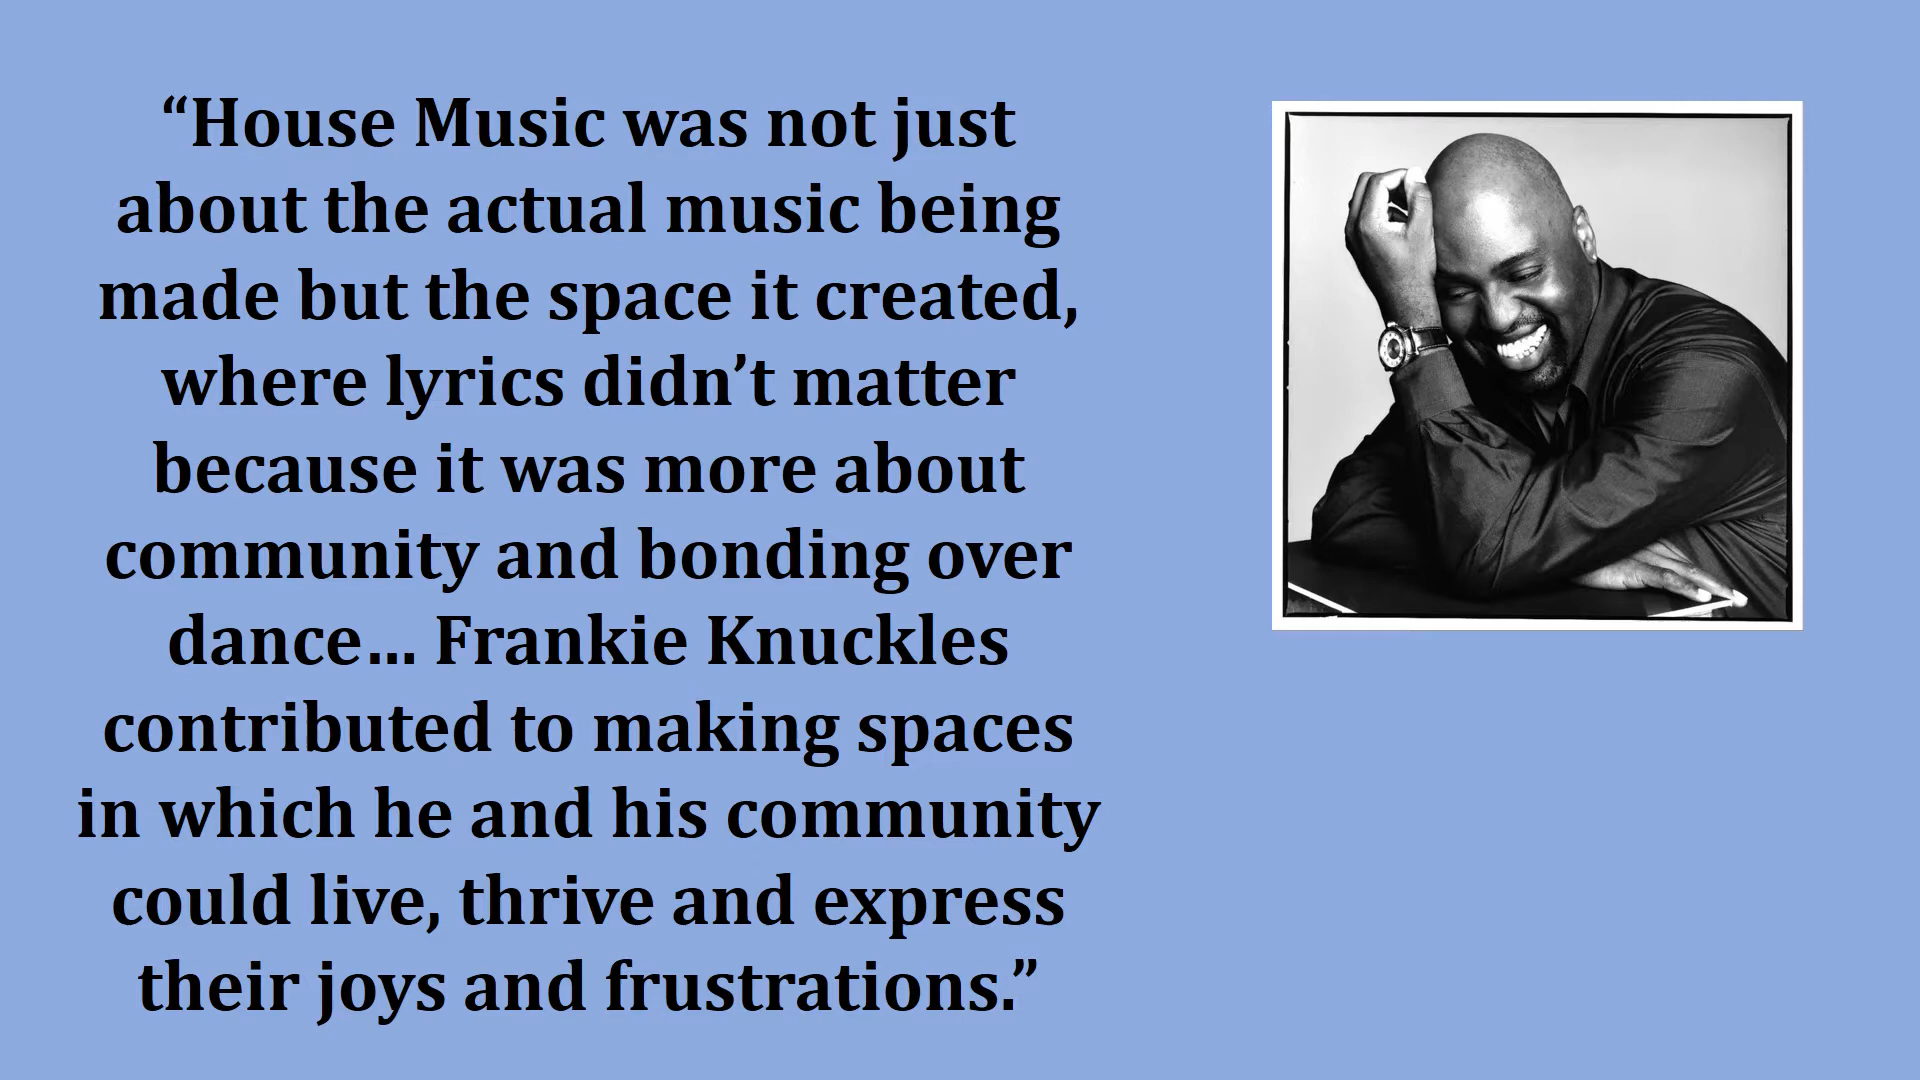 “House Music was not just
about the actual music being
made but the space it created,
where lyrics didn’t matter
because it was more about
community and bonding over
dance… Frankie Knuckles
contributed to making spaces
in which he and his community
could live, thrive and express
their joys and frustrations.”